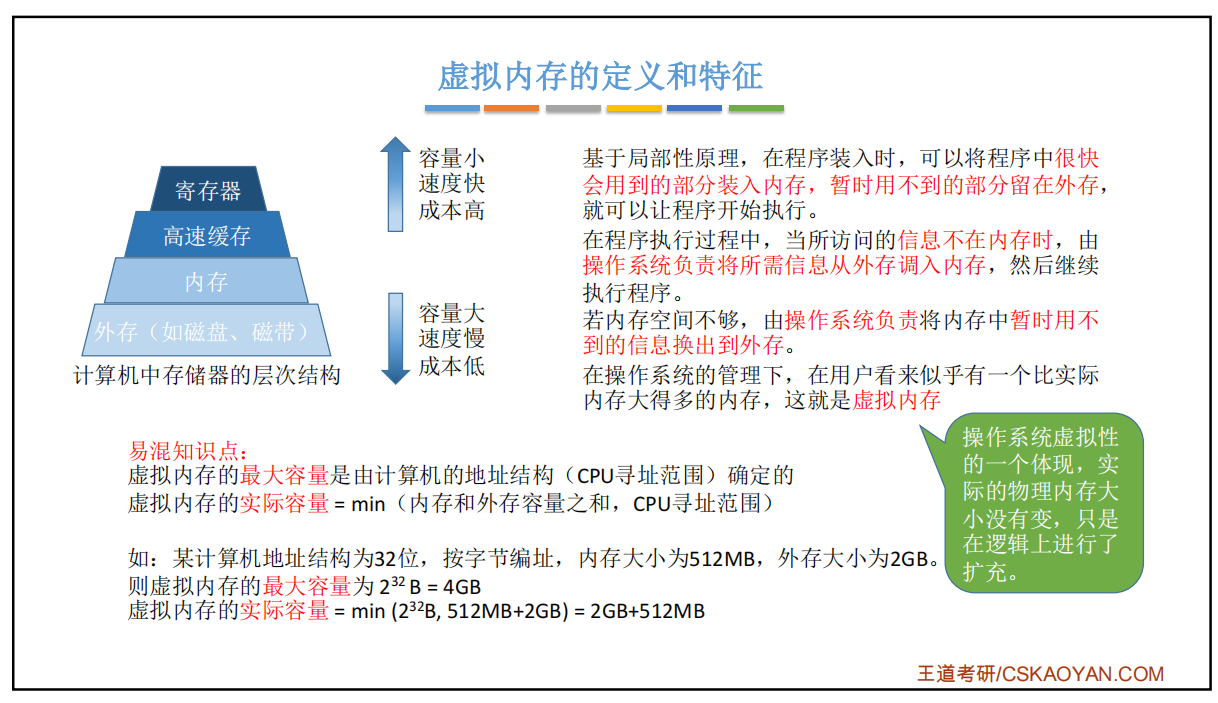 虚拟内存的定义和特征
寄存器
高速缓存
内存
外存（如磁盘、磁带）
计算机中存储器的层次结构
容量小
速度快
成本高
容量大
速度慢
成本低
基于局部性原理，在程序装入时，可以将程序中很快
会用到的部分装入内存，暂时用不到的部分留在外存，
就可以让程序开始执行。
在程序执行过程中，当所访问的信息不在内存时，由
操作系统负责将所需信息从外存调入内存，然后继续
执行程序。
若内存空间不够，由操作系统负责将内存中暂时用不
到的信息换出到外存。
在操作系统的管理下，在用户看来似乎有一个比实际
内存大得多的内存，这就是虚拟内存
操作系统虚拟性
的一个体现，实
际的物理内存大
小没有变，只是
在逻辑上进行了
扩充。
易混知识点：
虚拟内存的最大容量是由计算机的地址结构（CPU寻址范围）确定的
虚拟内存的实际容量 = min（内存和外存容量之和，CPU寻址范围）
如：某计算机地址结构为32位，按字节编址，内存大小为512MB，外存大小为2GB。
则虚拟内存的最大容量为 2³² B = 4GB
虚拟内存的实际容量 = min (2³²B, 512MB+2GB) = 2GB+512MB
王道考研/CSKAOYAN.COM